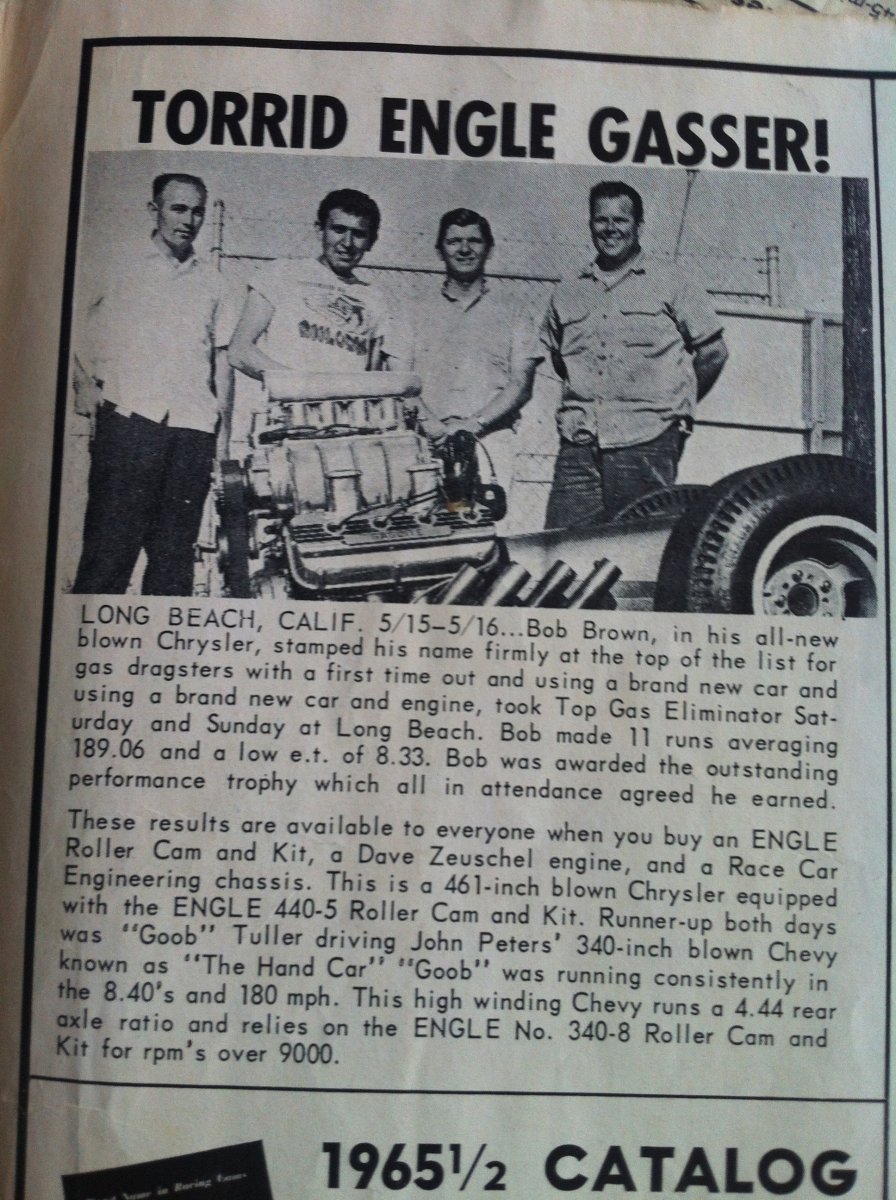 TORRID ENGLE GASSER!
LONG BEACH, CALIF. 5/15–5/16...Bob Brown, in his all-new
blown Chrysler, stamped his name firmly at the top of the list for
gas dragsters with a first time out and using a brand new car and
using a brand new car and engine, took Top Gas Eliminator Sat-
urday and Sunday at Long Beach. Bob made 11 runs averaging
189.06 and a low e.t. of 8.33. Bob was awarded the outstanding
performance trophy which all in attendance agreed he earned.
These results are available to everyone when you buy an ENGLE
Roller Cam and Kit, a Dave Zeuschel engine, and a Race Car
Engineering chassis. This is a 461-inch blown Chrysler equipped
with the ENGLE 440-5 Roller Cam and Kit. Runner-up both days
was "Goob" Tuller driving John Peters' 340-inch blown Chevy
known as "The Hand Car" "Goob" was running consistently in
the 8.40's and 180 mph. This high winding Chevy runs a 4.44 rear
axle ratio and relies on the ENGLE No. 340-8 Roller Cam and
Kit for rpm's over 9000.
1965½ CATALOG
Name in Racing Cams